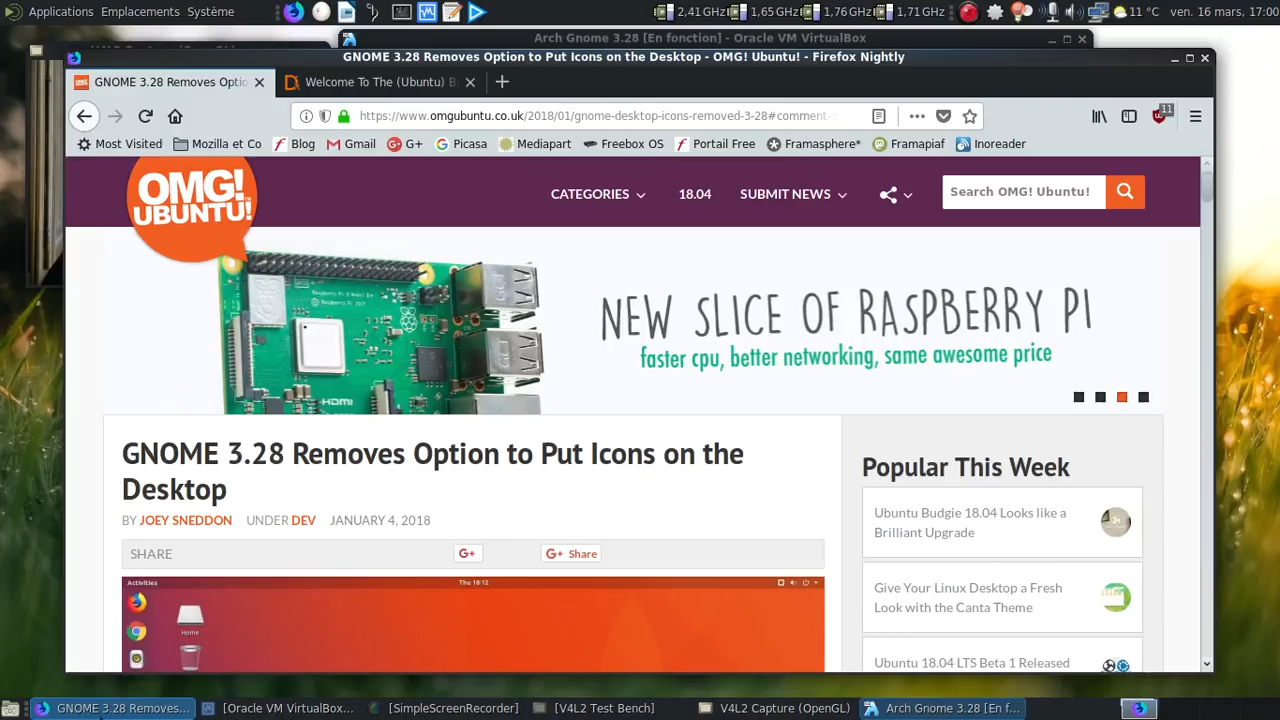 Applications Emplacements Système
2,41 GHz 1,65GHz 1,76 GHz 1,71 GHz
11 °C ven. 16 mars, 17:00
Arch Gnome 3.28 [En fonction] - Oracle VM VirtualBox
GNOME 3.28 Removes Option to Put Icons on the Desktop - OMG! Ubuntu! - Firefox Nightly
GNOME 3.28 Removes Optio
Welcome To The (Ubuntu) B
https://www.omgubuntu.co.uk/2018/01/gnome-desktop-icons-removed-3-28#comment-
11
Most Visited Mozilla et Co Blog Gmail G+ Picasa Mediapart Freebox OS Portail Free Framasphere* Framapiaf Inoreader
OMG!
UBUNTU!
CATEGORIES 18.04 SUBMIT NEWS
Search OMG! Ubuntu!
NEW SLICE OF RASPBERRY PI
faster cpu, better networking, same awesome price
HDMI
GNOME 3.28 Removes Option to Put Icons on the
Desktop
BY JOEY SNEDDON UNDER DEV JANUARY 4, 2018
SHARE G+ G+ Share
Activities Thu 18:12
Home
Popular This Week
Ubuntu Budgie 18.04 Looks like a
Brilliant Upgrade
Give Your Linux Desktop a Fresh
Look with the Canta Theme
Ubuntu 18.04 LTS Beta 1 Released
GNOME 3.28 Removes... [Oracle VM VirtualBox... [SimpleScreenRecorder] [V4L2 Test Bench] V4L2 Capture (OpenGL) Arch Gnome 3.28 [En f...